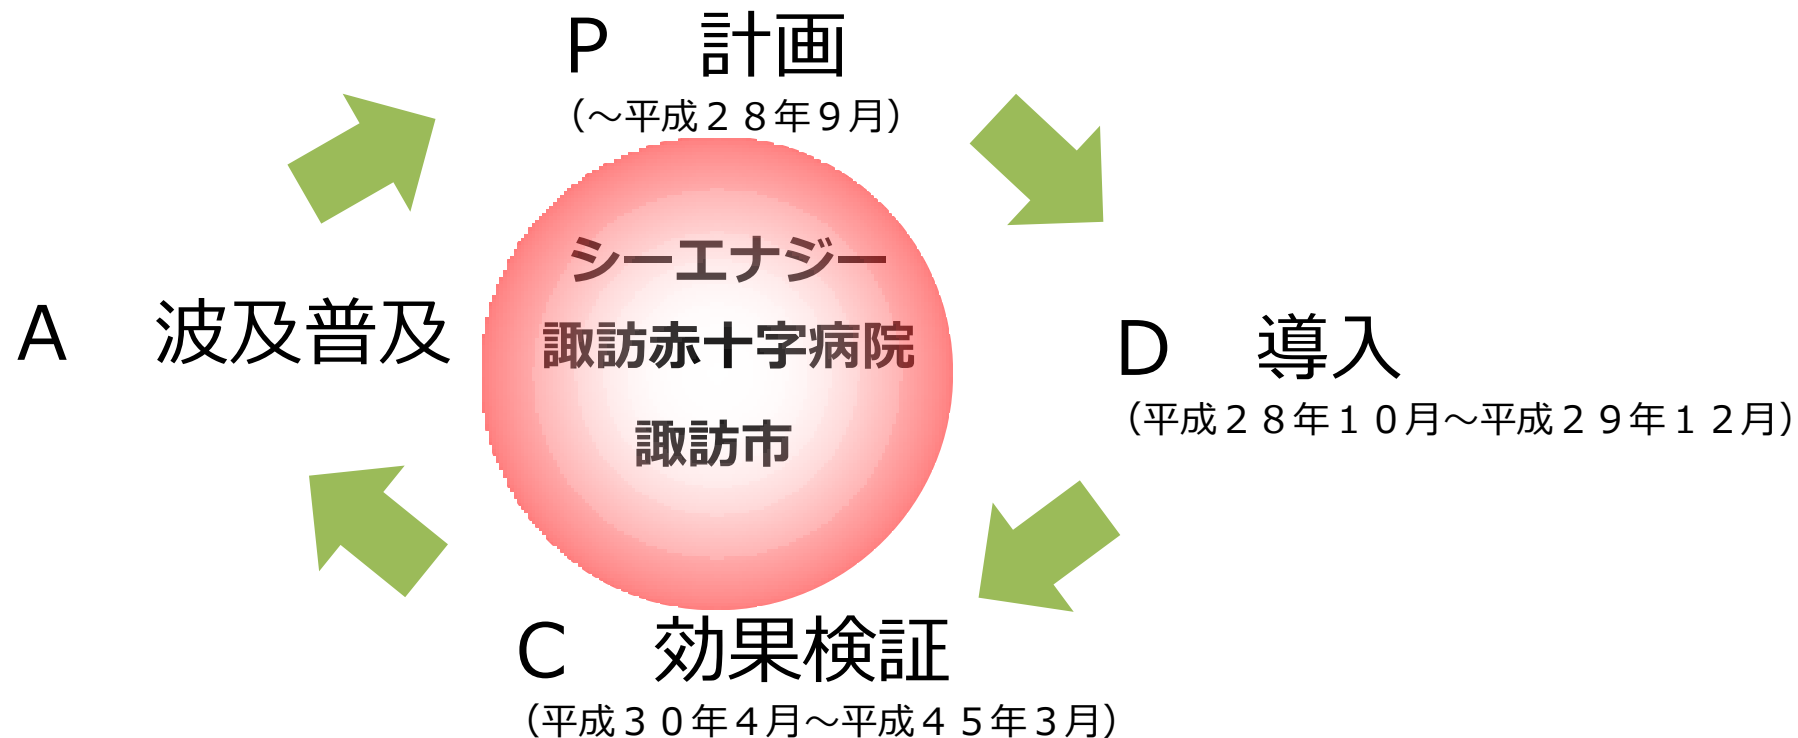 P　計画
（～平成２８年９月）
シーエナジー
諏訪赤十字病院
諏訪市
A　波及普及
D　導入
（平成２８年１０月～平成２９年１２月）
C　効果検証
（平成３０年４月～平成４５年３月）